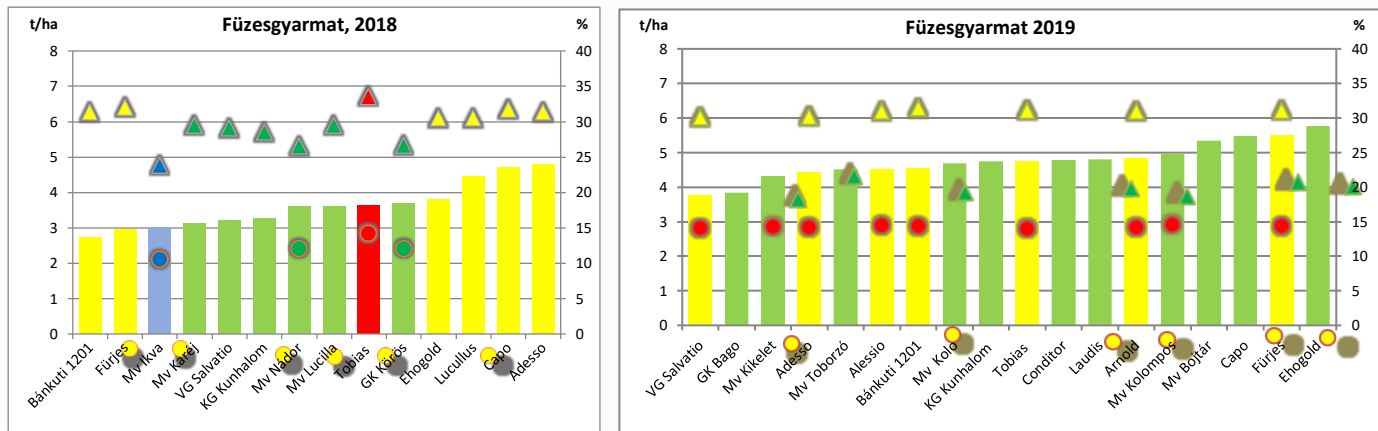 t/ha
Füzesgyarmat, 2018
%
8
7
6
5
4
3
2
1
0
40
35
30
25
20
15
10
5
0
Bánkuti 1201
Fürjes
Mv Ikva
Mv Karéj
VG Salvatio
KG Kunhalom
Mv Nádor
Mv Lucilla
Tobias
GK Körös
Ehogold
Lucullus
Capo
Adesso
t/ha
Füzesgyarmat 2019
%
8
7
6
5
4
3
2
1
0
40
35
30
25
20
15
10
5
0
VG Salvatio
GK Bago
Mv Kikelet
Adesso
Mv Toborzó
Alessio
Bánkuti 1201
Mv Kolo
KG Kunhalom
Tobias
Conditor
Laudis
Arnold
Mv Kolompos
Mv Bojtár
Capo
Fürjes
Ehogold